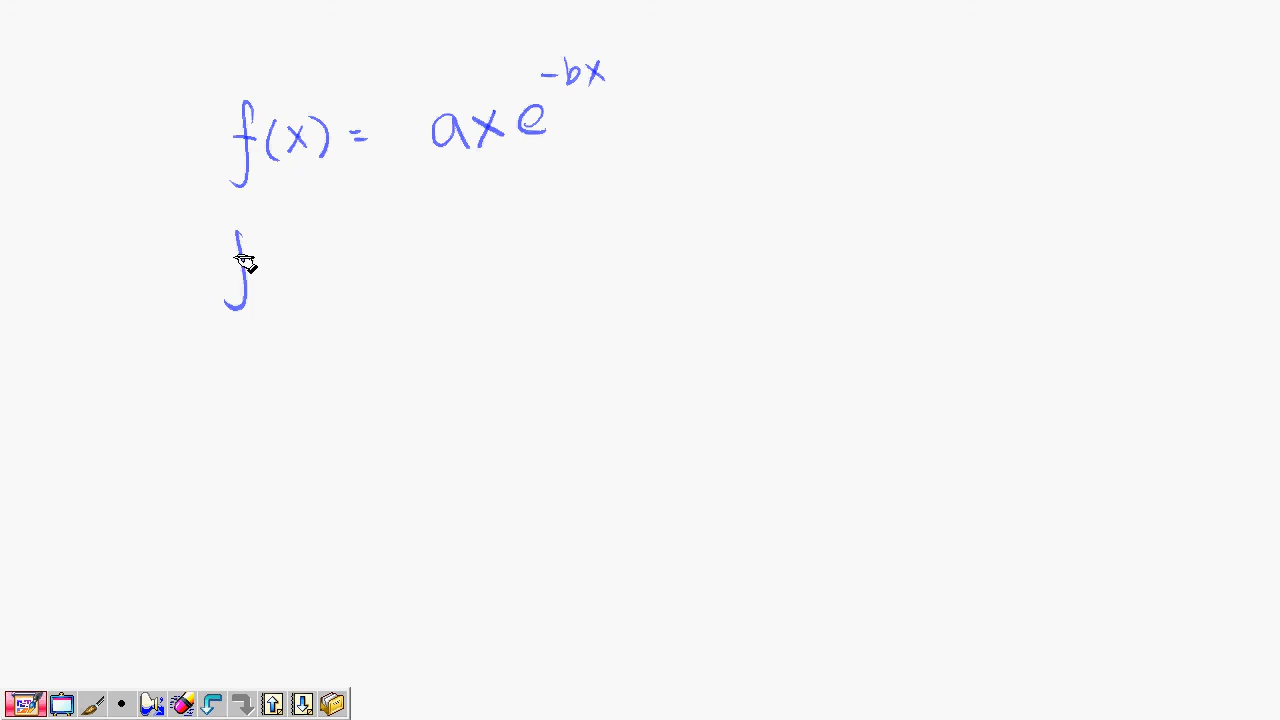 f(x) = axe^{-bx}
f